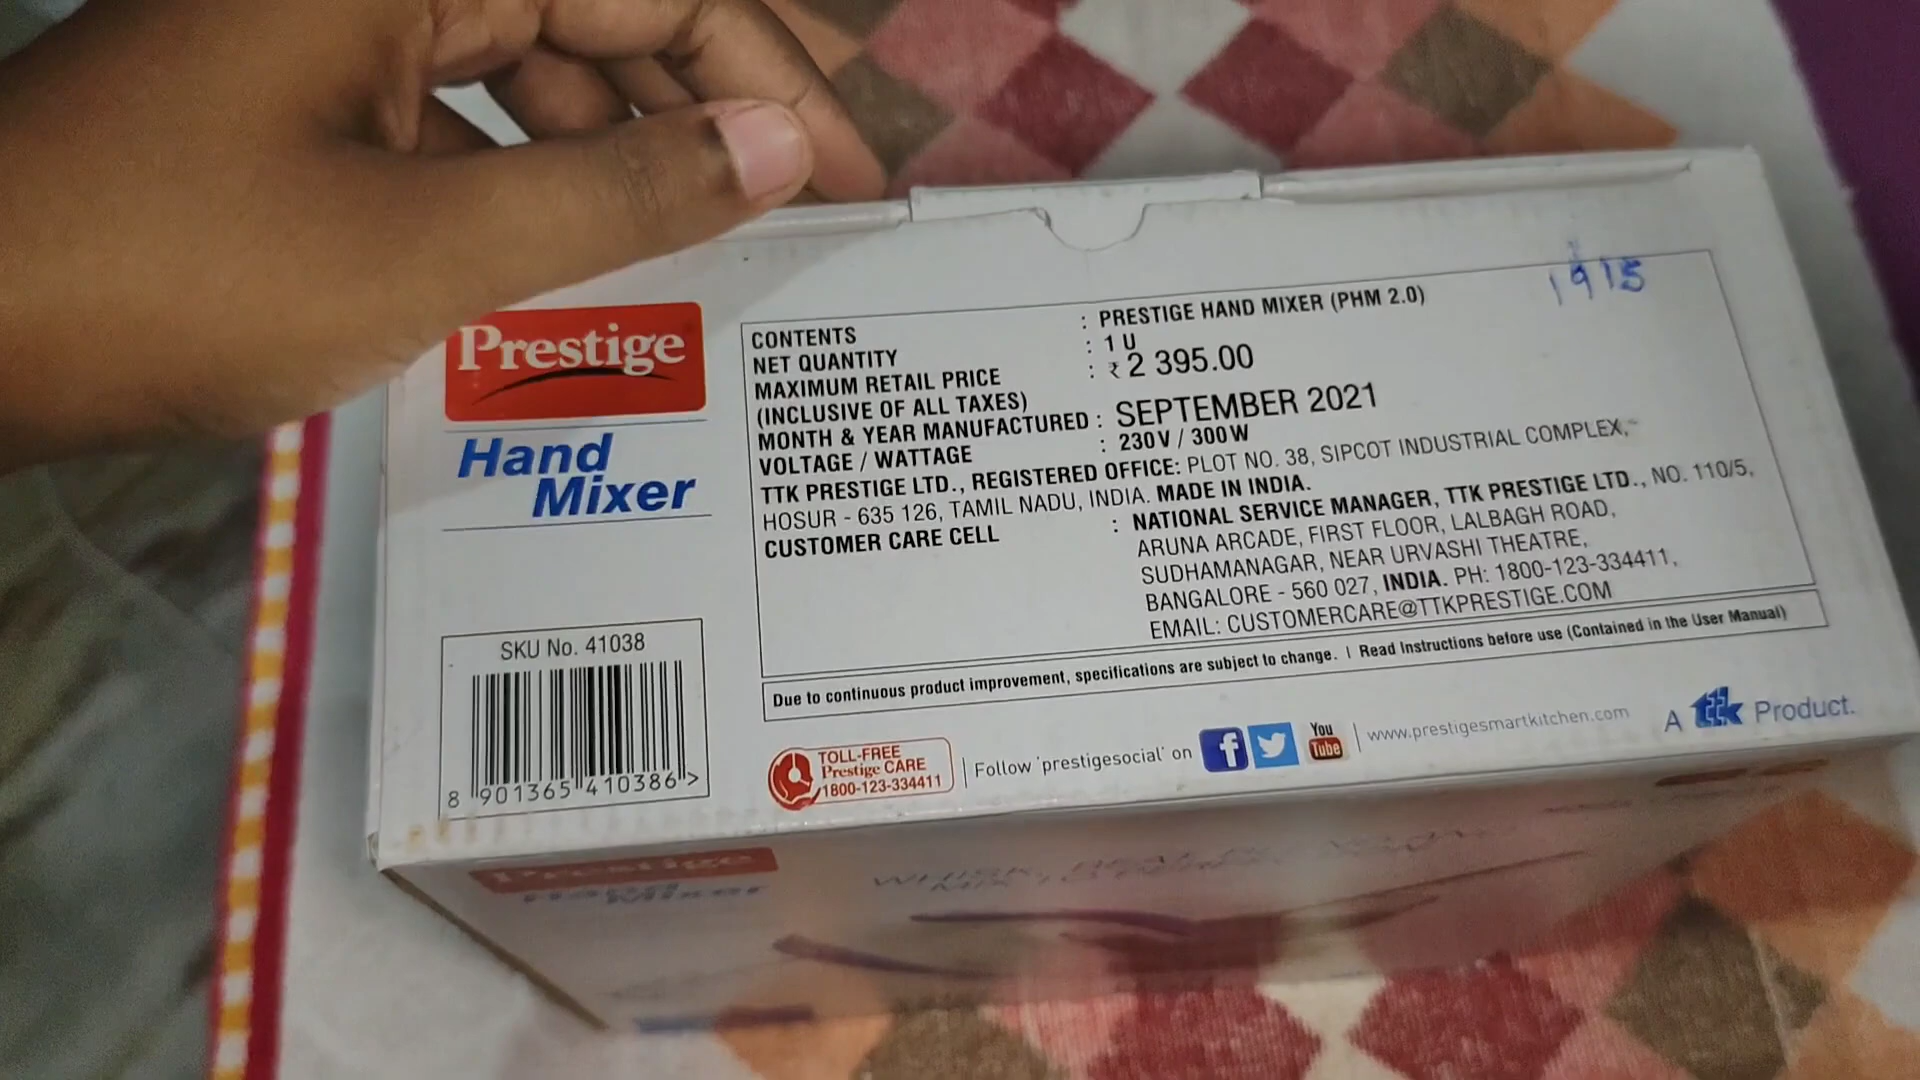 1915
Prestige
Hand
Mixer
CONTENTS : PRESTIGE HAND MIXER (PHM 2.0)
NET QUANTITY : 1 U
MAXIMUM RETAIL PRICE : ₹ 2 395.00
(INCLUSIVE OF ALL TAXES)
MONTH & YEAR MANUFACTURED : SEPTEMBER 2021
VOLTAGE / WATTAGE : 230 V / 300 W
TTK PRESTIGE LTD., REGISTERED OFFICE: PLOT NO. 38, SIPCOT INDUSTRIAL COMPLEX,
HOSUR - 635 126, TAMIL NADU, INDIA. MADE IN INDIA.
CUSTOMER CARE CELL : NATIONAL SERVICE MANAGER, TTK PRESTIGE LTD., NO. 110/5,
ARUNA ARCADE, FIRST FLOOR, LALBAGH ROAD,
SUDHAMANAGAR, NEAR URVASHI THEATRE,
BANGALORE - 560 027, INDIA. PH: 1800-123-334411,
EMAIL: CUSTOMERCARE@TTKPRESTIGE.COM
Due to continuous product improvement, specifications are subject to change. | Read Instructions before use (Contained in the User Manual)
SKU No. 41038
8 901365 410386 >
TOLL-FREE
Prestige CARE
1800-123-334411
Follow 'prestigesocial' on
You
Tube
www.prestigesmartkitchen.com
A ttk Product.
Prestige
Hand
Mixer